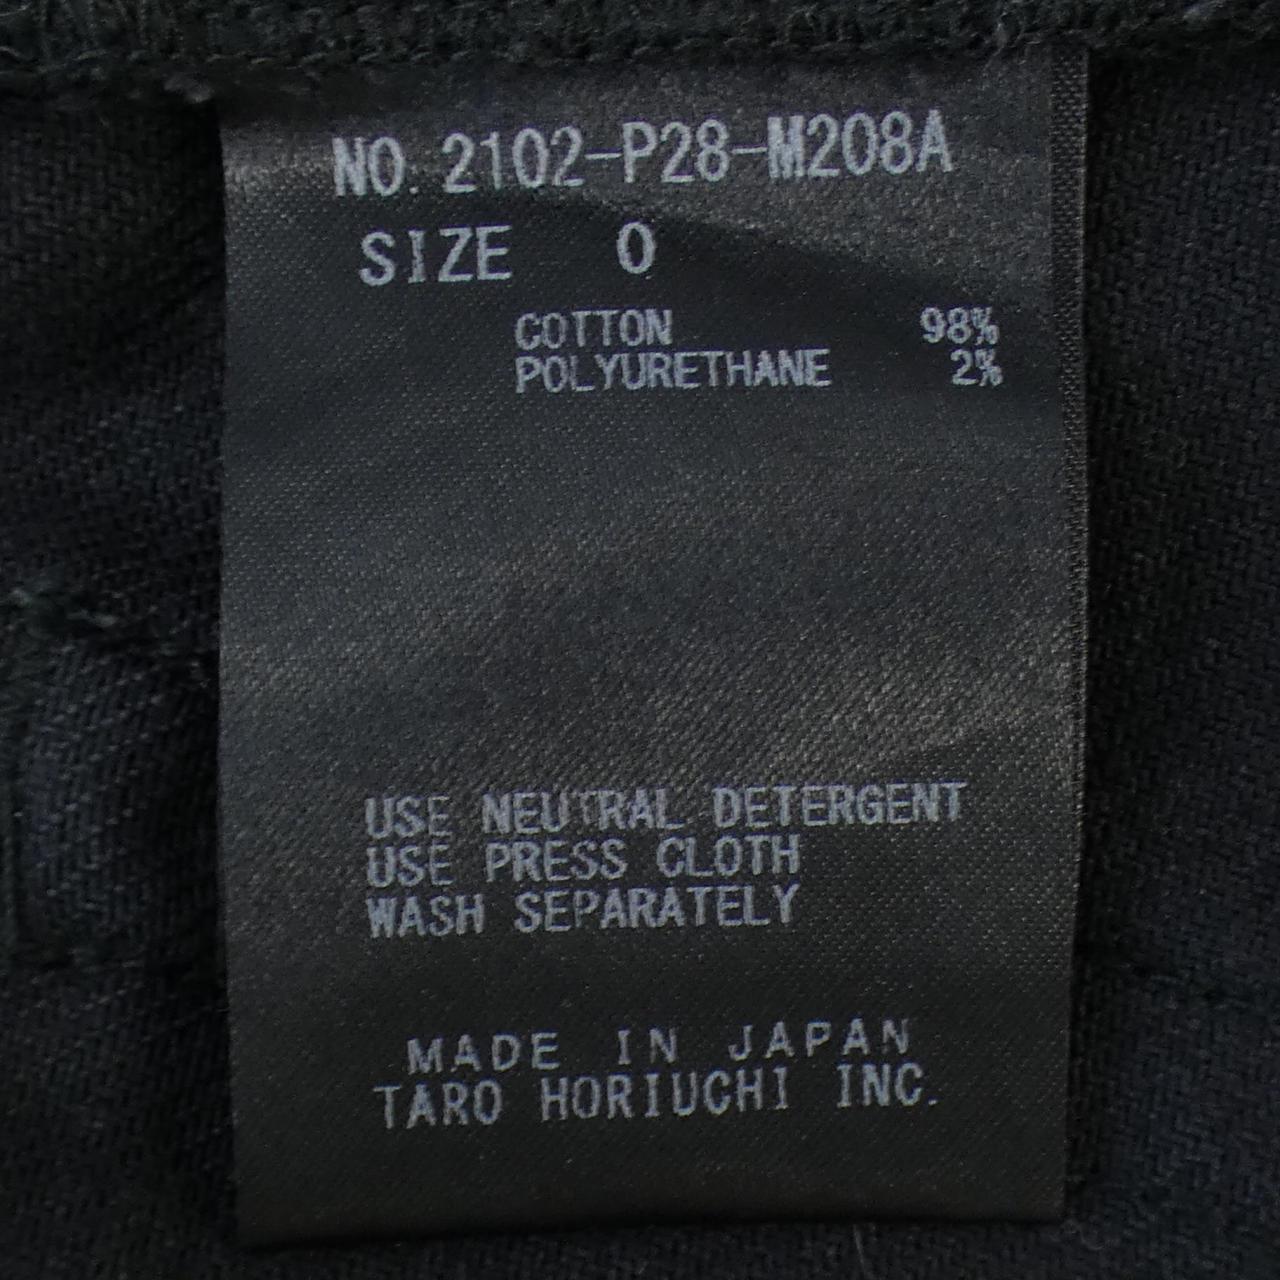 NO. 2102-P28-M208A
SIZE 0
COTTON 98%
POLYURETHANE 2%
USE NEUTRAL DETERGENT
USE PRESS CLOTH
WASH SEPARATELY
MADE IN JAPAN
TARO HORIUCHI INC.